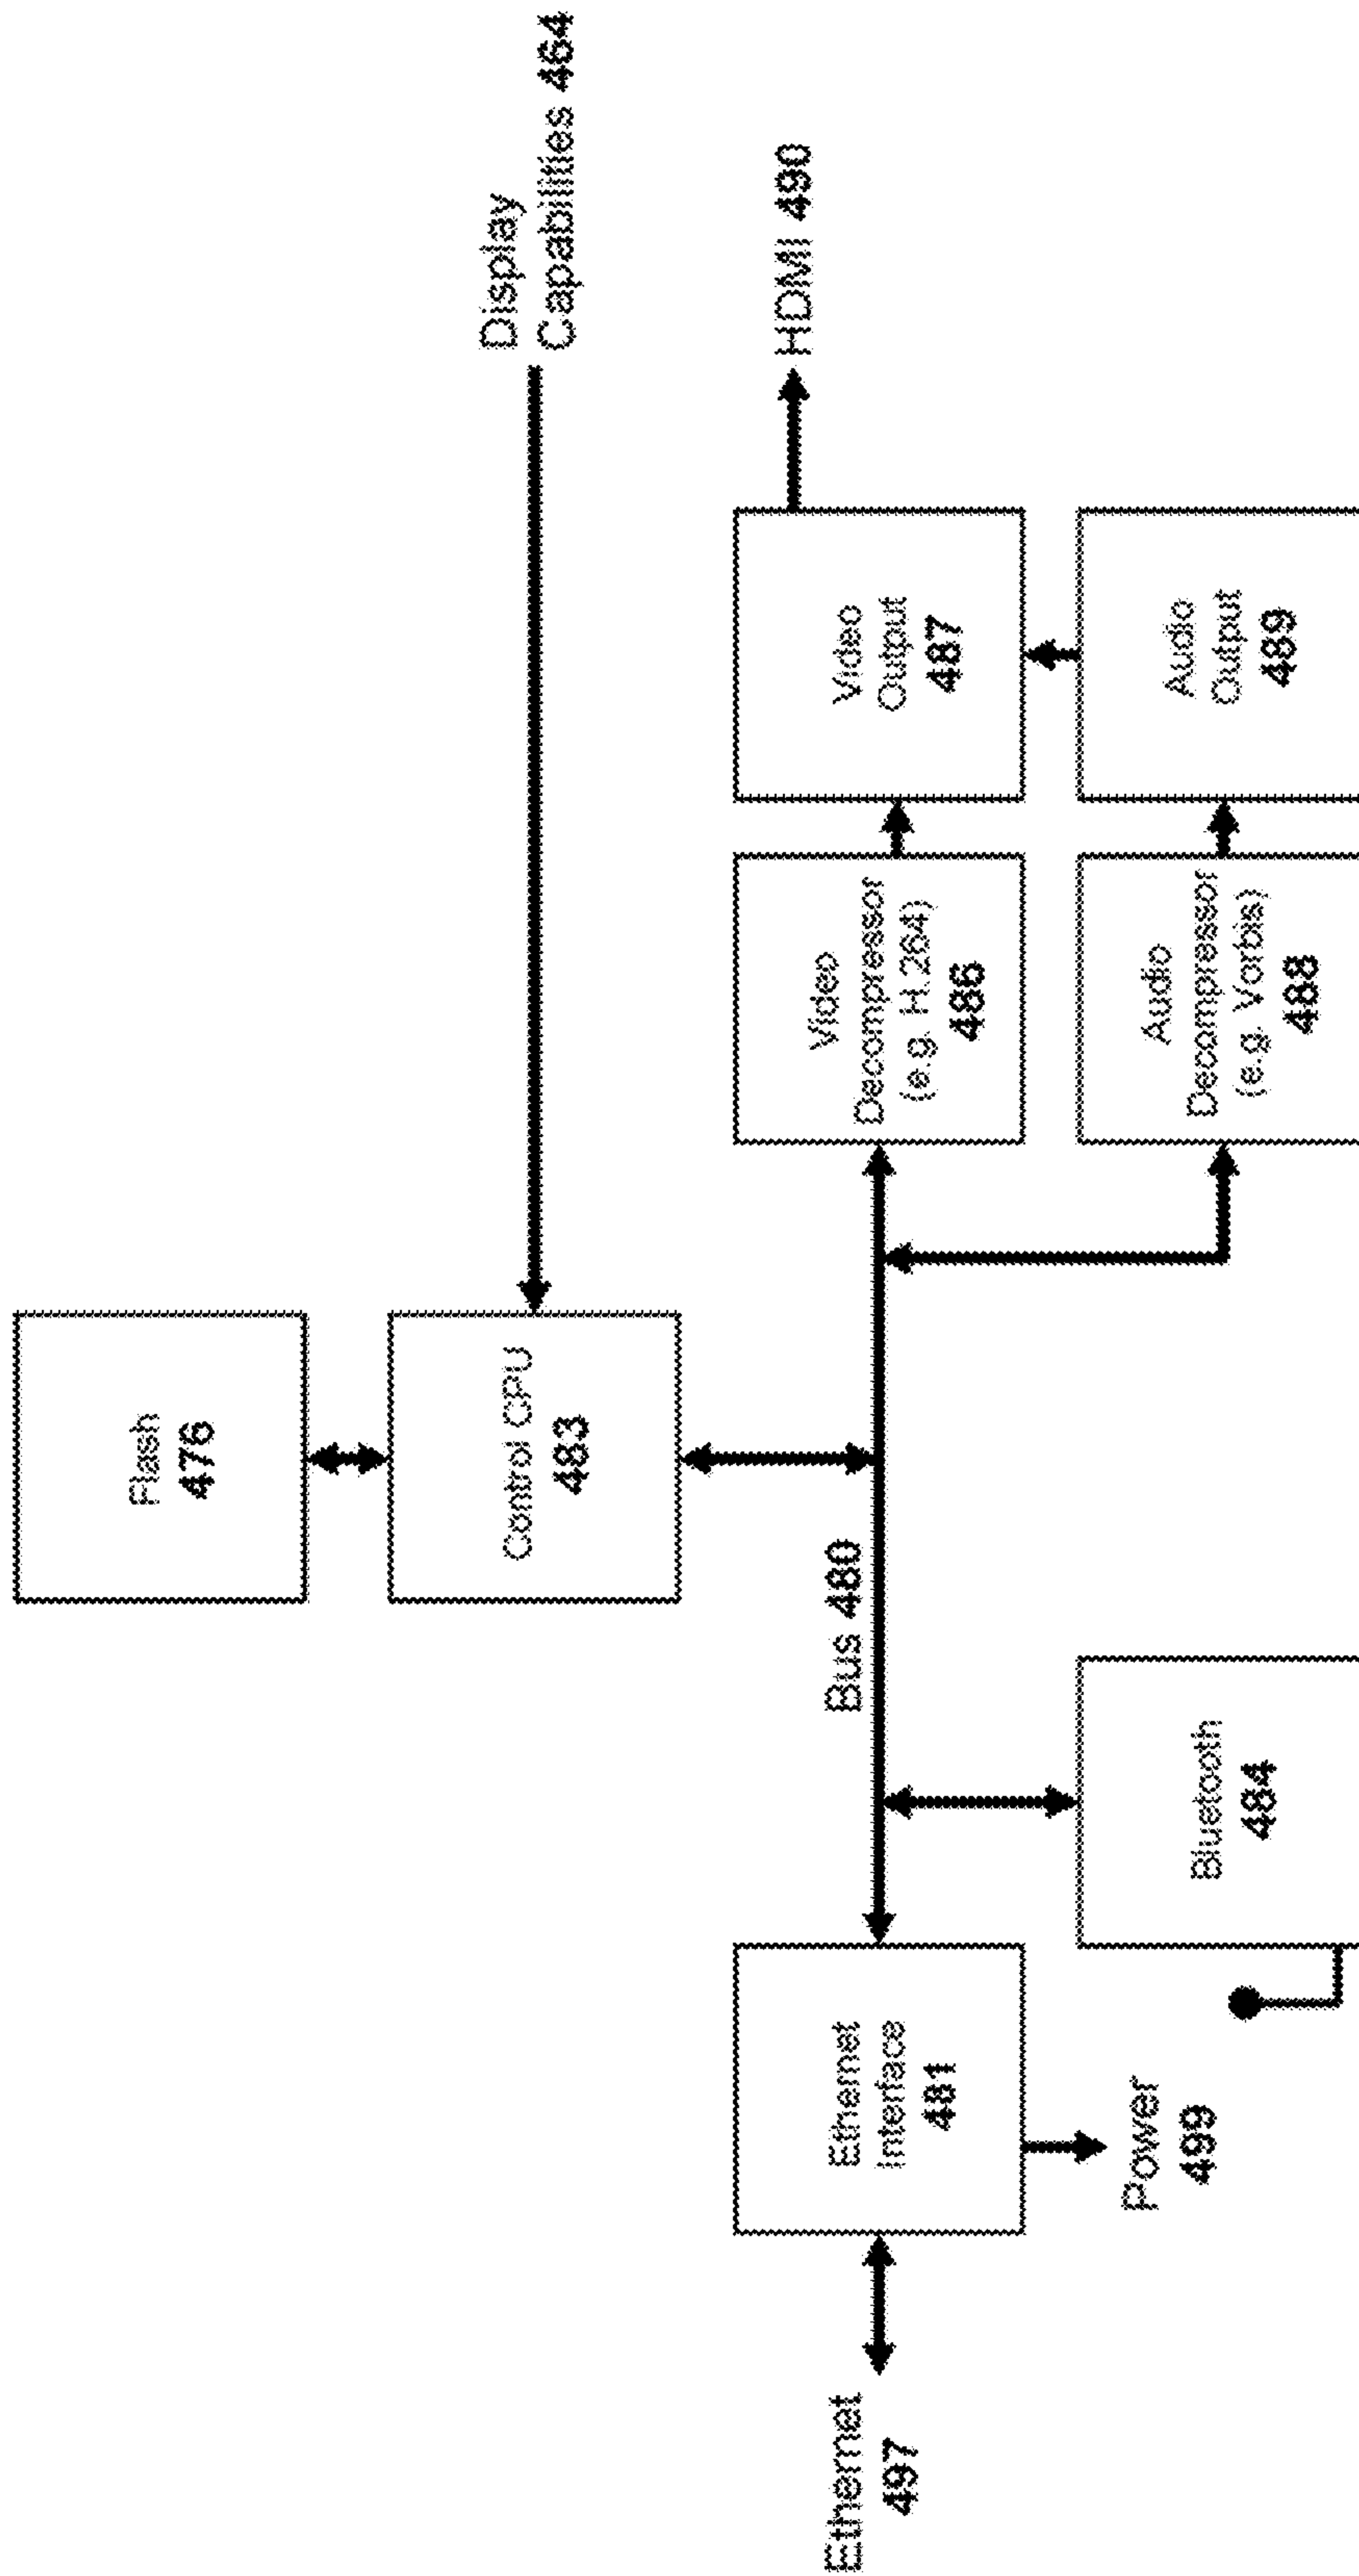 Flash
476
Display
Capabilities 464
Control CPU
483
HDMI 490
Bus 480
Ethernet
497
Ethernet
Interface
481
Video
Decompressor
(e.g. H.264)
486
Video
Output
487
Power
499
Bluetooth
484
Audio
Decompressor
(e.g. Vorbis)
488
Audio
Output
489